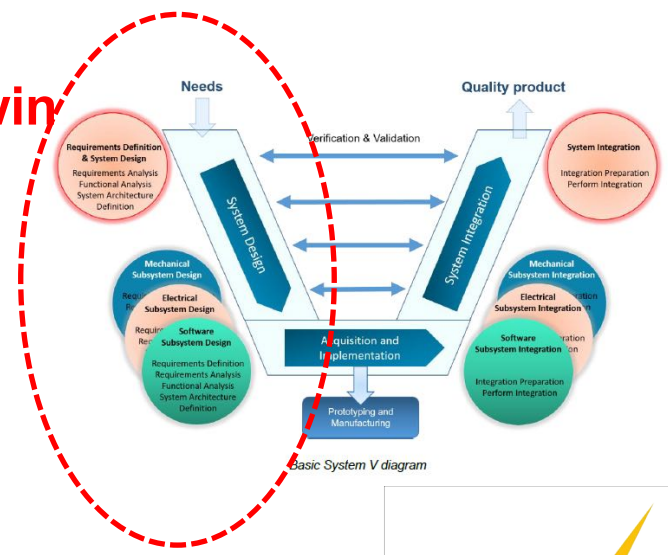 Needs
Quality product
Requirements Definition
& System Design
Requirements Analysis
Functional Analysis
System Architecture
Definition
Verification & Validation
System Integration
Integration Preparation
Perform Integration
System Design
System Integration
Mechanical
Subsystem Design
Electrical
Subsystem Design
Software
Subsystem Design
Requirements Definition
Requirements Analysis
Functional Analysis
System Architecture
Definition
Mechanical
Subsystem Integration
Electrical
Subsystem Integration
Software
Subsystem Integration
Integration Preparation
Perform Integration
Acquisition and
Implementation
Prototyping and
Manufacturing
Basic System V diagram